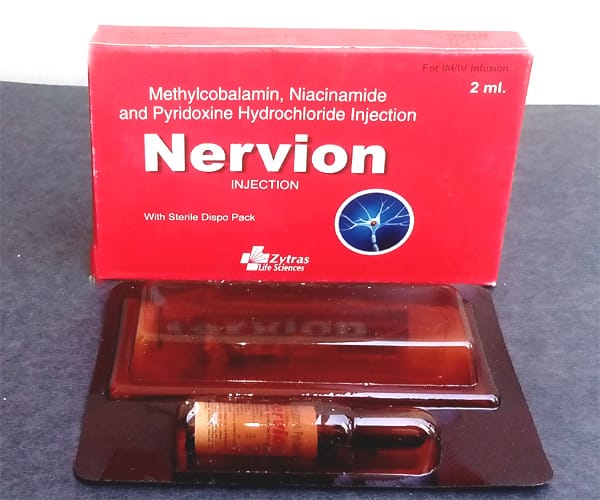 For IM/IV Infusion
2 ml.
Methylcobalamin, Niacinamide
and Pyridoxine Hydrochloride Injection
Nervion
INJECTION
With Sterile Dispo Pack
Zytras
Life Sciences